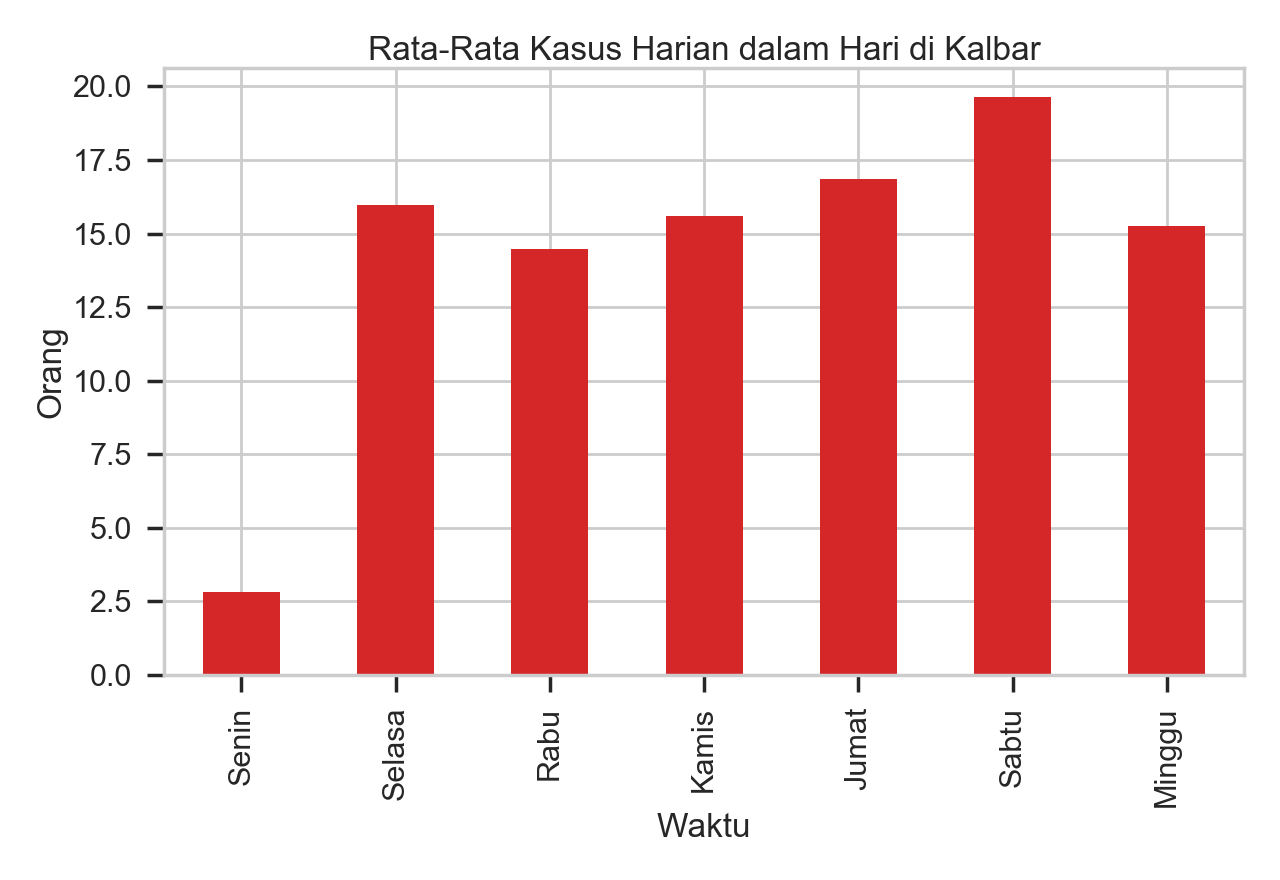 Rata-Rata Kasus Harian dalam Hari di Kalbar
20.0
17.5
15.0
12.5
10.0
7.5
5.0
2.5
0.0
Orang
Senin
Selasa
Rabu
Kamis
Jumat
Sabtu
Minggu
Waktu